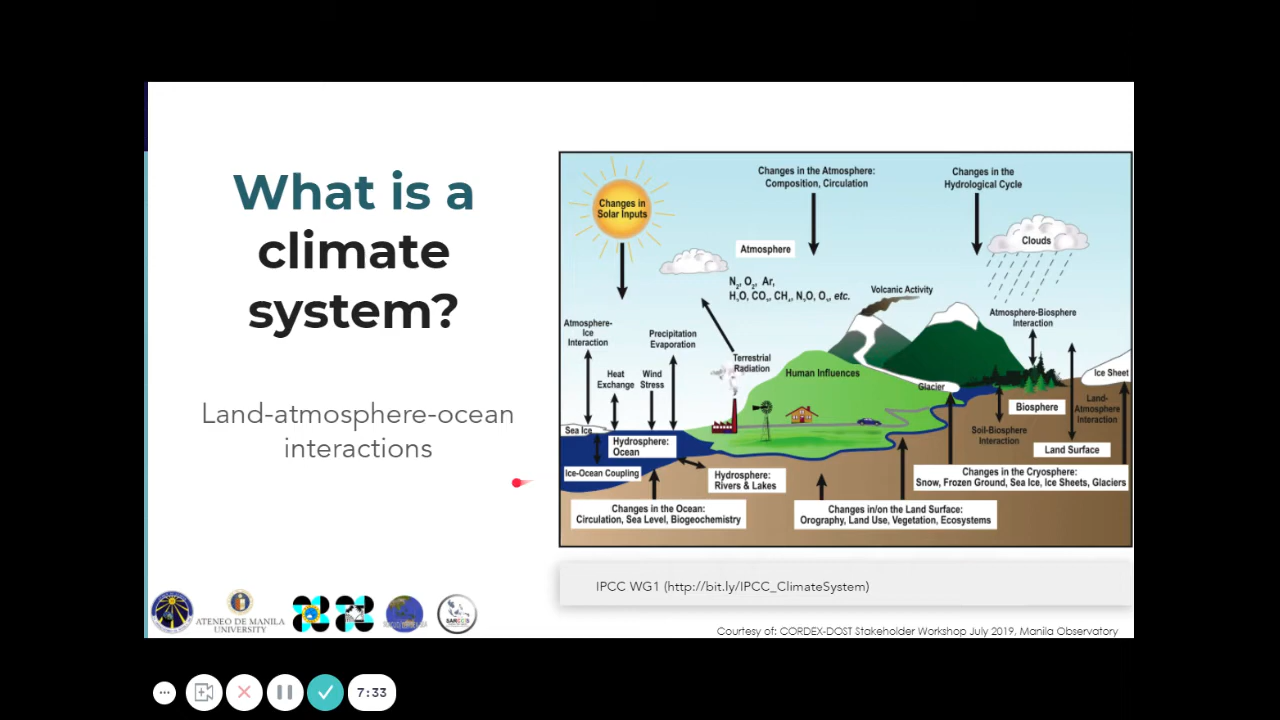 What is a
climate
system?
Land-atmosphere-ocean
interactions
Changes in
Solar Inputs
Changes in the Atmosphere:
Composition, Circulation
Changes in the
Hydrological Cycle
Clouds
Atmosphere
N₂, O₂, Ar,
H₂O, CO₂, CH₄, N₂O, O₃, etc.
Volcanic Activity
Atmosphere-Biosphere
Interaction
Atmosphere-
Ice
Interaction
Precipitation
Evaporation
Terrestrial
Radiation
Heat
Exchange
Wind
Stress
Human Influences
Glacier
Ice Sheet
Biosphere
Land-
Atmosphere
Interaction
Soil-Biosphere
Interaction
Land Surface
Sea Ice
Hydrosphere:
Ocean
Ice-Ocean Coupling
Hydrosphere:
Rivers & Lakes
Changes in the Cryosphere:
Snow, Frozen Ground, Sea Ice, Ice Sheets, Glaciers
Changes in the Ocean:
Circulation, Sea Level, Biogeochemistry
Changes in/on the Land Surface:
Orography, Land Use, Vegetation, Ecosystems
IPCC WG1 (http://bit.ly/IPCC_ClimateSystem)
ATENEO DE MANILA
UNIVERSITY
Courtesy of: CORDEX-DOST Stakeholder Workshop July 2019, Manila Observatory
7:33